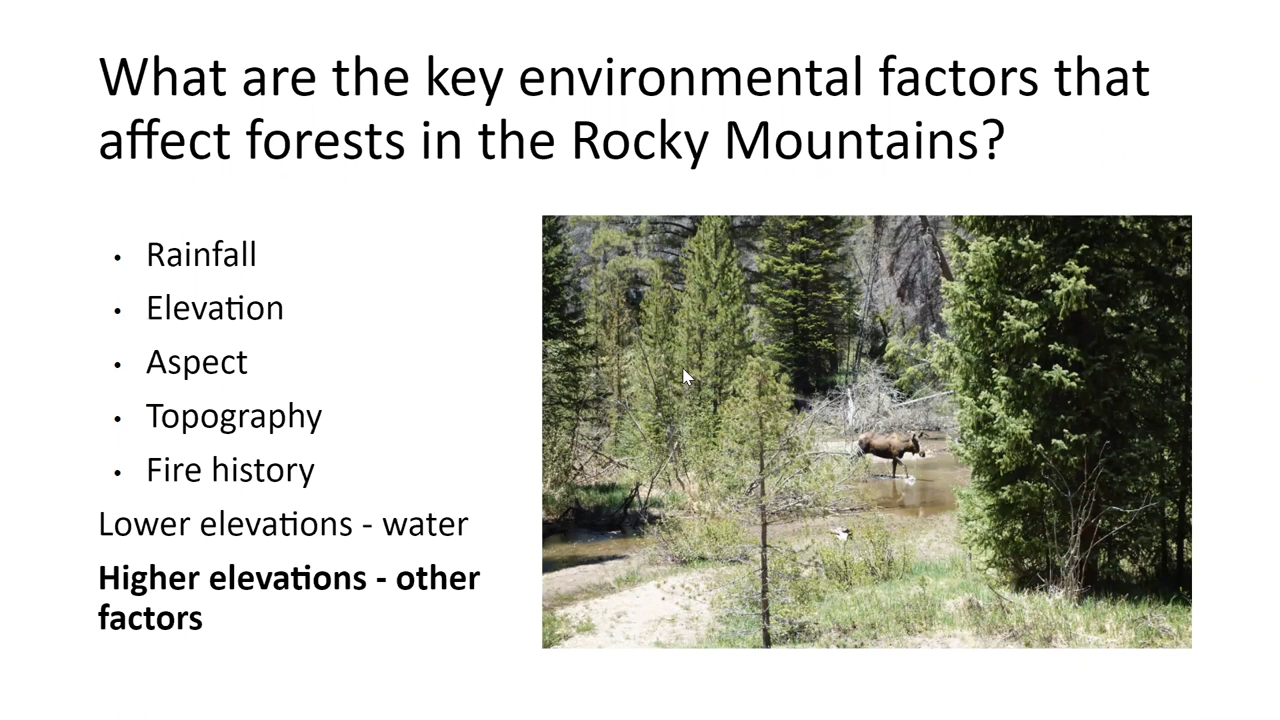 What are the key environmental factors that
affect forests in the Rocky Mountains?
• Rainfall
• Elevation
• Aspect
• Topography
• Fire history
Lower elevations - water
Higher elevations - other
factors